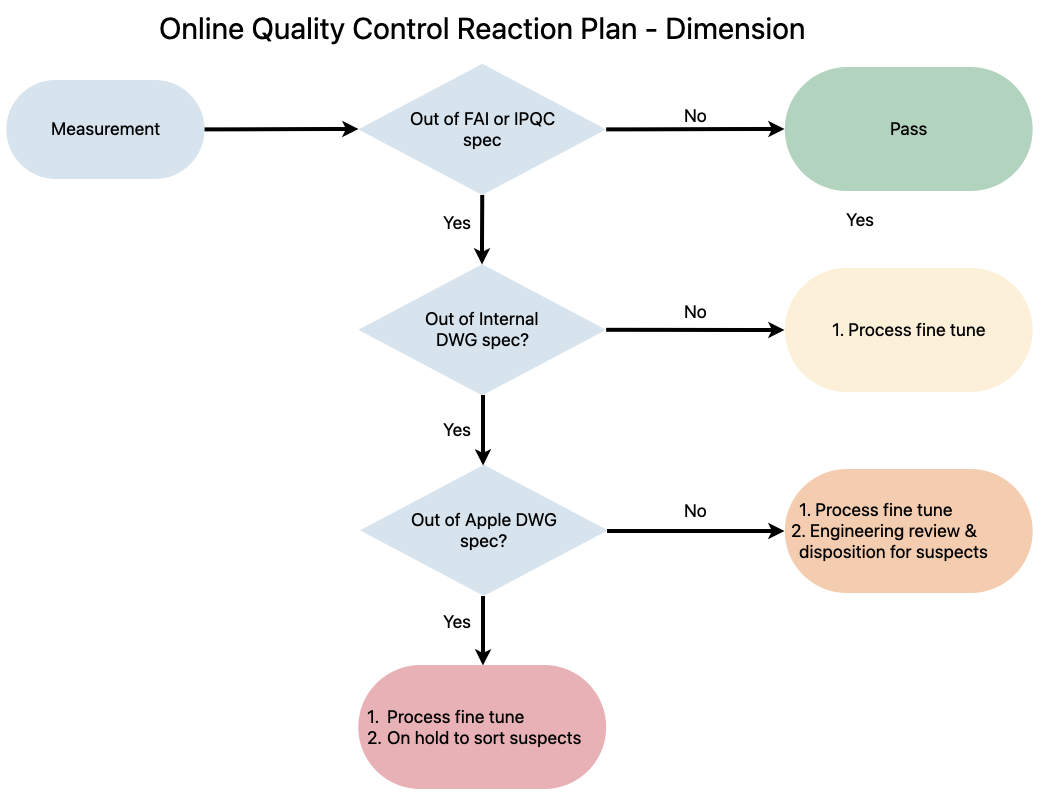 Online Quality Control Reaction Plan - Dimension
Measurement
Out of FAI or IPQC
spec
No
Pass
Yes
Yes
Out of Internal
DWG spec?
No
1. Process fine tune
Yes
Out of Apple DWG
spec?
No
1. Process fine tune
2. Engineering review &
disposition for suspects
Yes
1. Process fine tune
2. On hold to sort suspects